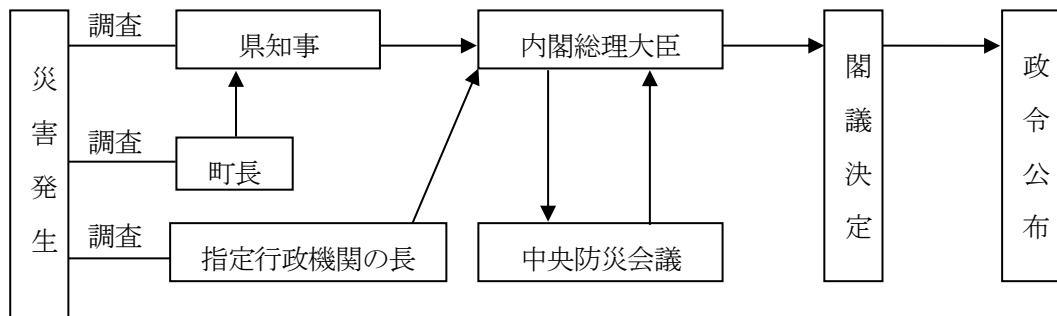 災害発生
調査
県知事
内閣総理大臣
閣議決定
政令公布
調査
町長
調査
指定行政機関の長
中央防災会議